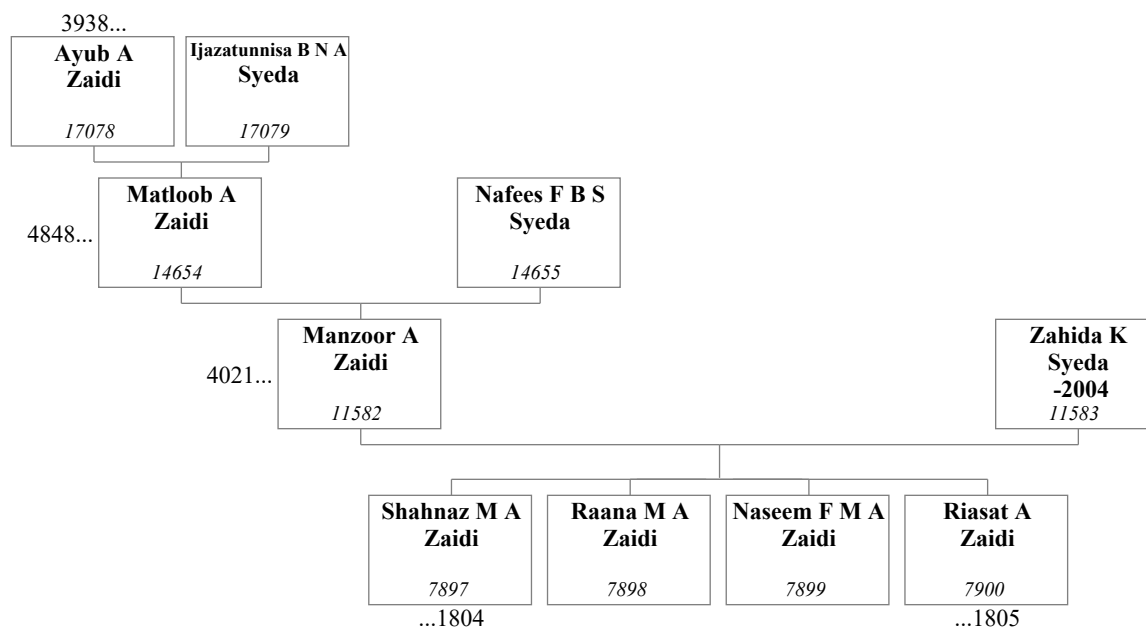 3938...
Ayub A
Zaidi
17078
Ijazatunnisa B N A
Syeda
17079
4848...
Matloob A
Zaidi
14654
Nafees F B S
Syeda
14655
4021...
Manzoor A
Zaidi
11582
Zahida K
Syeda
-2004
11583
Shahnaz M A
Zaidi
7897
...1804
Raana M A
Zaidi
7898
Naseem F M A
Zaidi
7899
Riasat A
Zaidi
7900
...1805